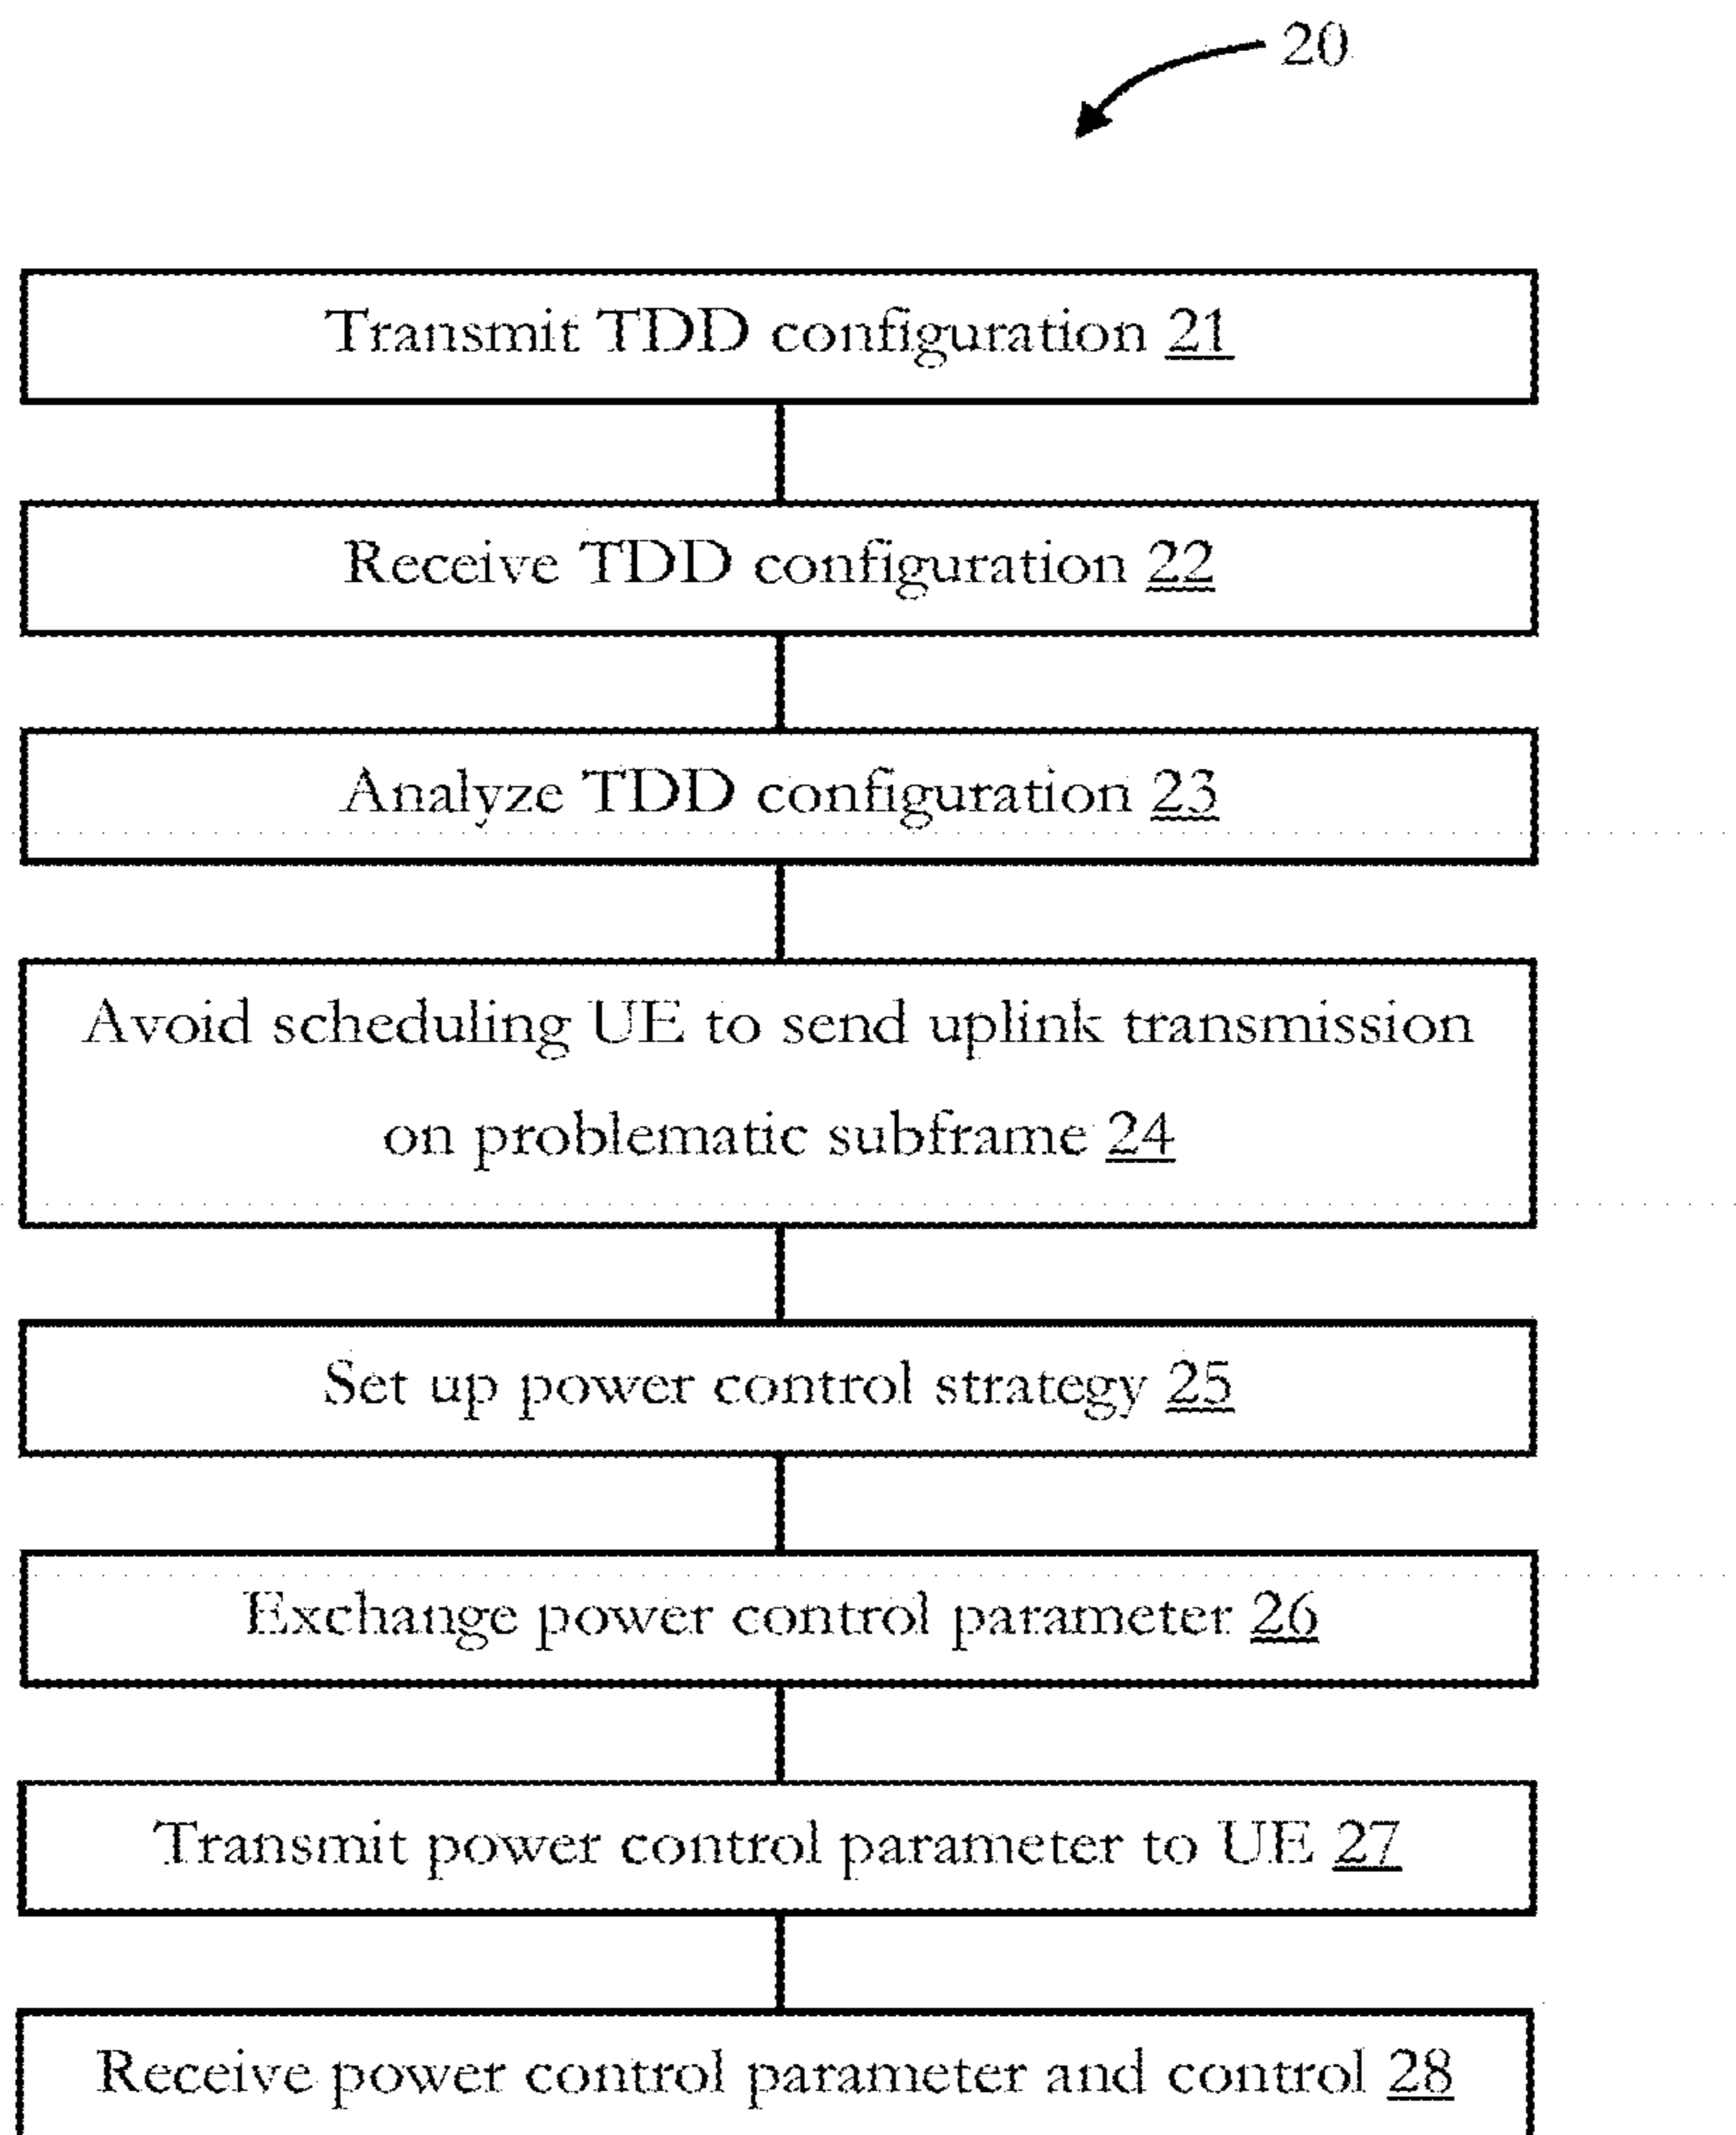 20
Transmit TDD configuration 21
Receive TDD configuration 22
Analyze TDD configuration 23
Avoid scheduling UE to send uplink transmission
on problematic subframe 24
Set up power control strategy 25
Exchange power control parameter 26
Transmit power control parameter to UE 27
Receive power control parameter and control 28